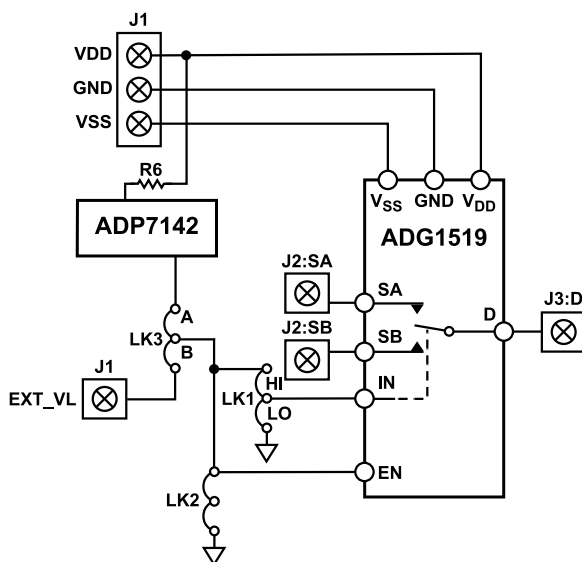 J1
VDD
GND
VSS
R6
ADP7142
V_SS GND V_DD
ADG1519
J2:SA
SA
J2:SB
SB
D
J3:D
A
LK3
B
J1
EXT_VL
HI
LK1
LO
IN
EN
LK2